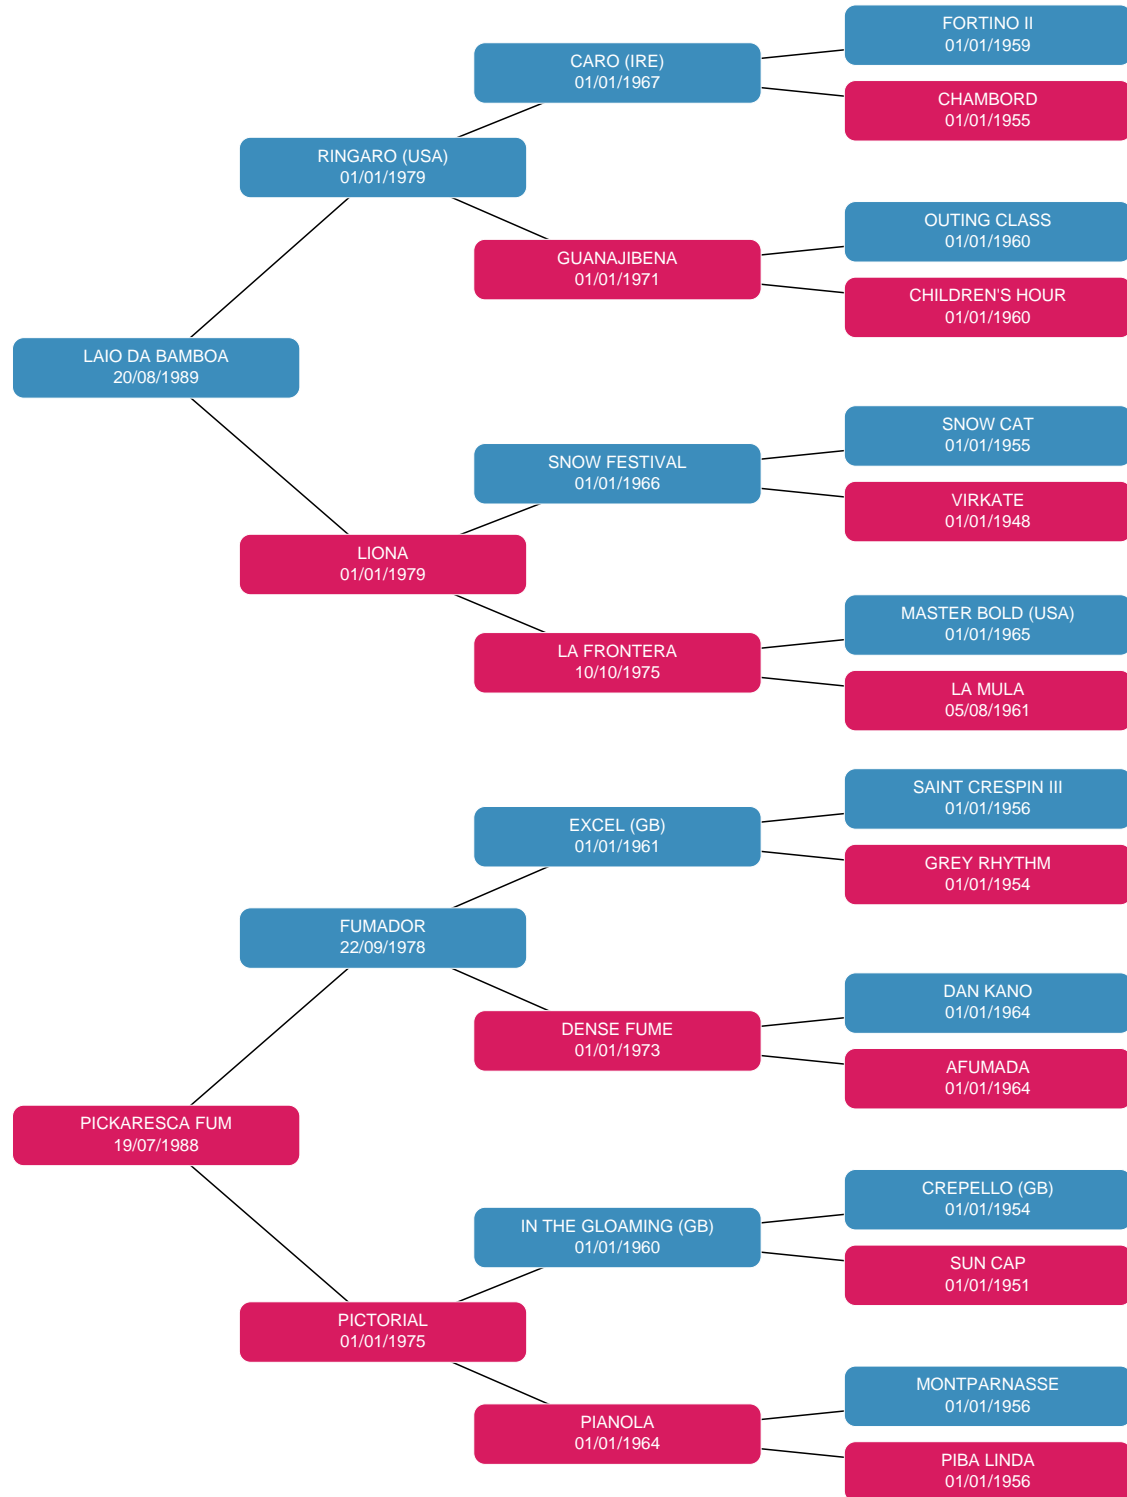 FORTINO II
01/01/1959
CARO (IRE)
01/01/1967
CHAMBORD
01/01/1955
RINGARO (USA)
01/01/1979
OUTING CLASS
01/01/1960
GUANAJIBENA
01/01/1971
CHILDREN'S HOUR
01/01/1960
LAIO DA BAMBOA
20/08/1989
SNOW CAT
01/01/1955
SNOW FESTIVAL
01/01/1966
VIRKATE
01/01/1948
LIONA
01/01/1979
MASTER BOLD (USA)
01/01/1965
LA FRONTERA
10/10/1975
LA MULA
05/08/1961
SAINT CRESPIN III
01/01/1956
EXCEL (GB)
01/01/1961
GREY RHYTHM
01/01/1954
FUMADOR
22/09/1978
DAN KANO
01/01/1964
DENSE FUME
01/01/1973
AFUMADA
01/01/1964
PICKARESCA FUM
19/07/1988
CREPELLO (GB)
01/01/1954
IN THE GLOAMING (GB)
01/01/1960
SUN CAP
01/01/1951
PICTORIAL
01/01/1975
MONTPARNASSE
01/01/1956
PIANOLA
01/01/1964
PIBA LINDA
01/01/1956